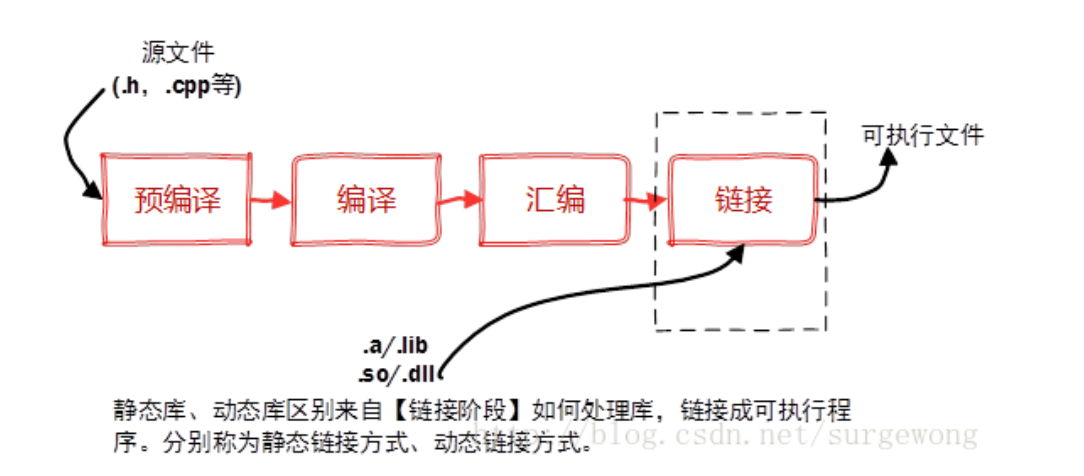 源文件
(.h，.cpp等)
可执行文件
预编译
编译
汇编
链接
.a/.lib
.so/.dll
静态库、动态库区别来自【链接阶段】如何处理库，链接成可执行程
序。分别称为静态链接方式、动态链接方式。
http://blog.csdn.net/surgewong